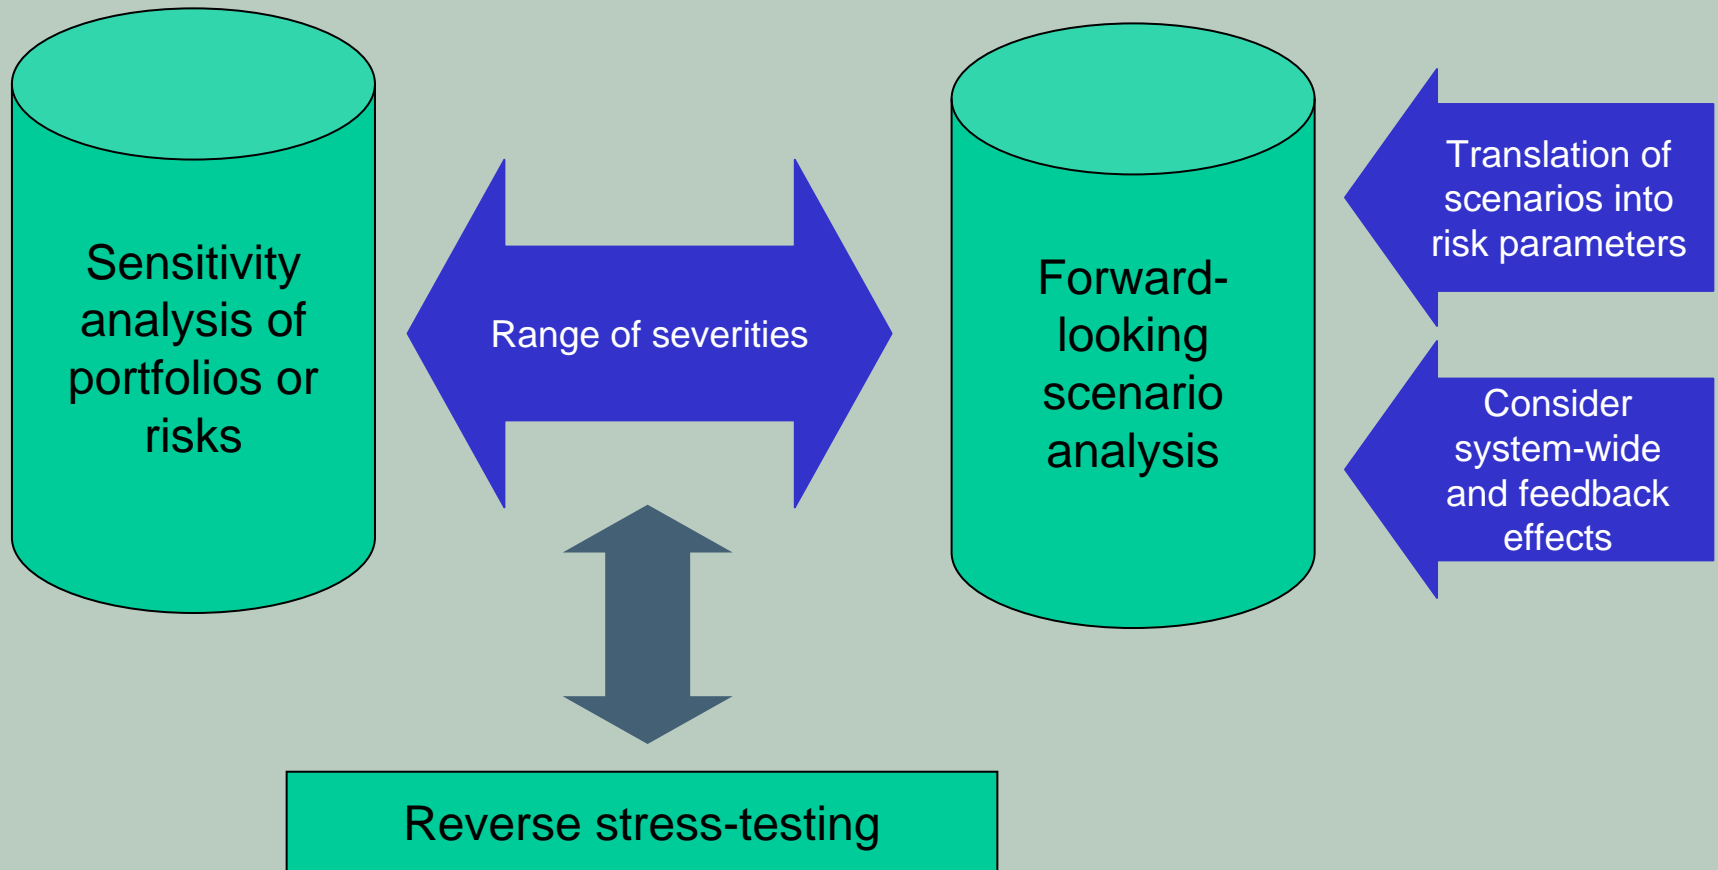 Sensitivity
analysis of
portfolios or
risks
Range of severities
Forward-
looking
scenario
analysis
Translation of
scenarios into
risk parameters
Consider
system-wide
and feedback
effects
Reverse stress-testing